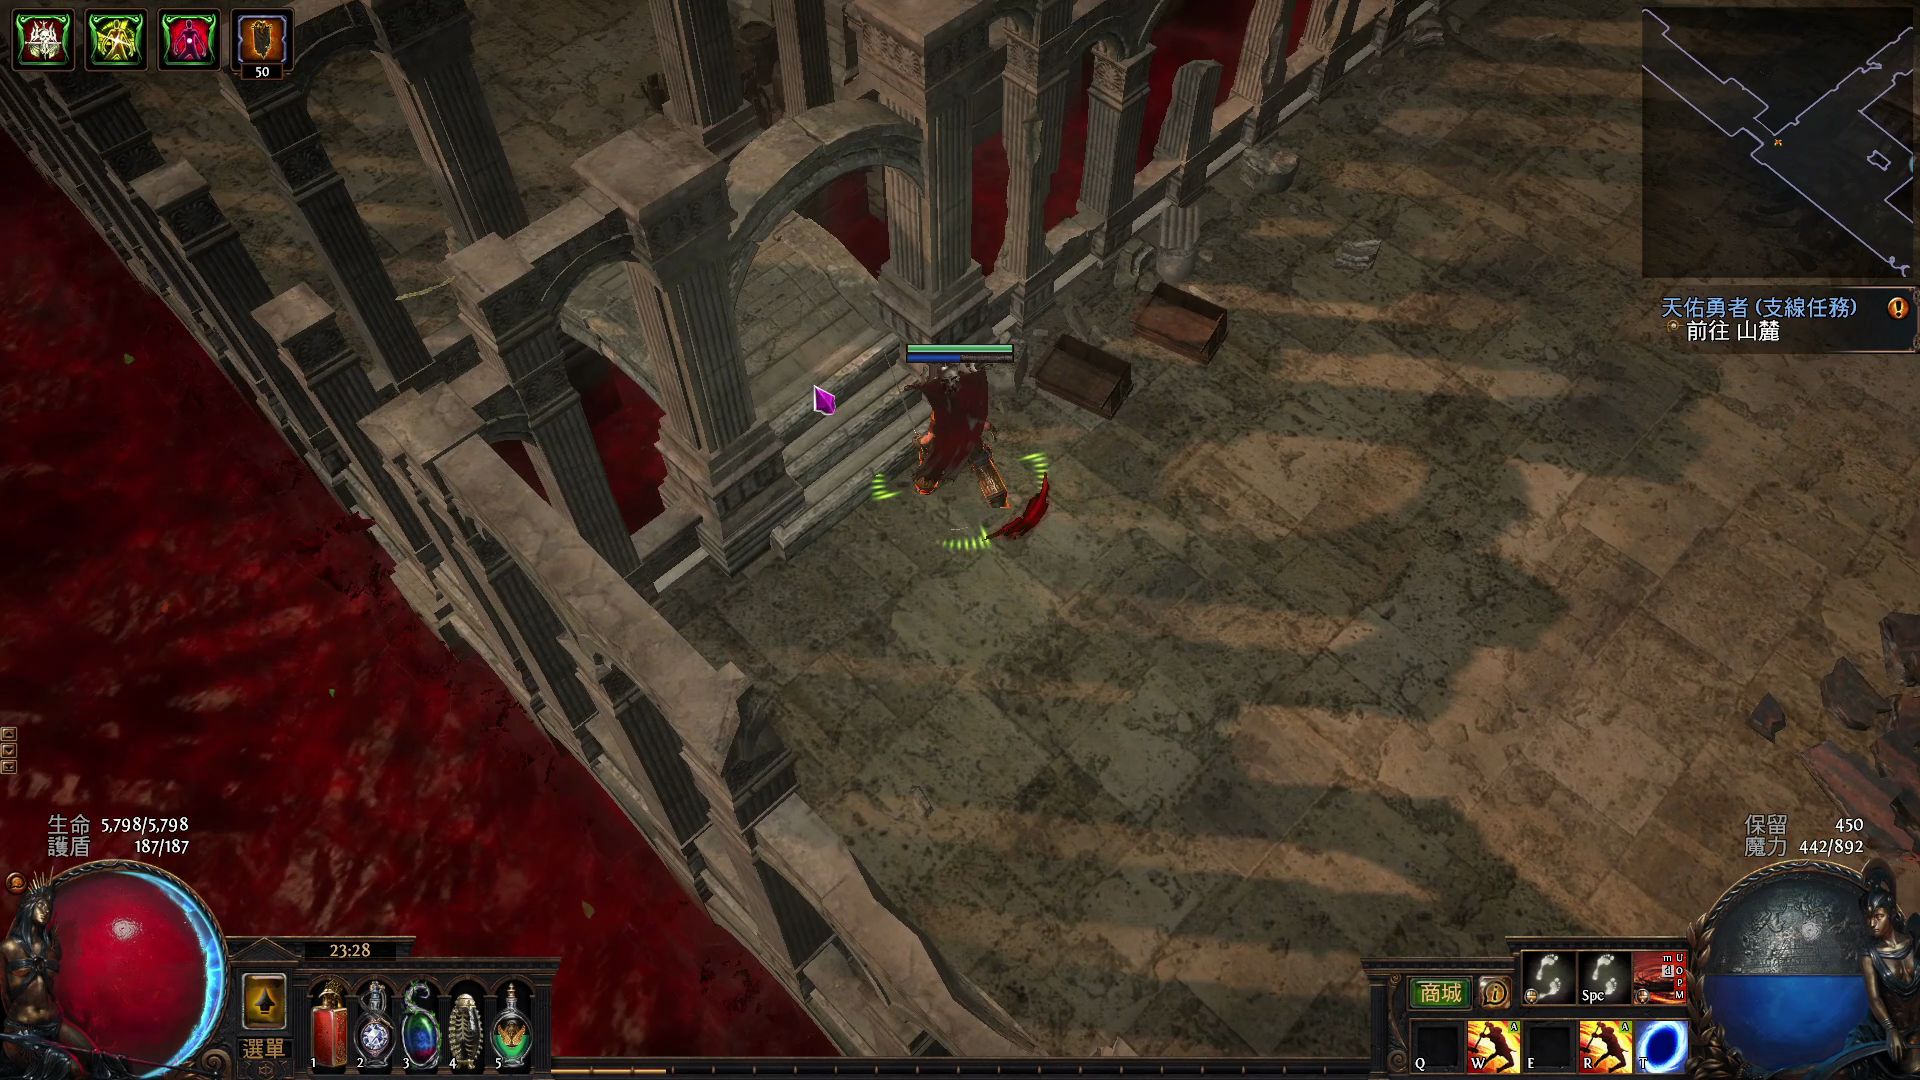 50
天佑勇者 (支線任務)
前往 山麓
生命 5,798/5,798
護盾 187/187
保留 450
魔力 442/892
23:28
選單
1 2 3 4 5
商城
Spc
m U
d O
P
M
A A
Q W E R T